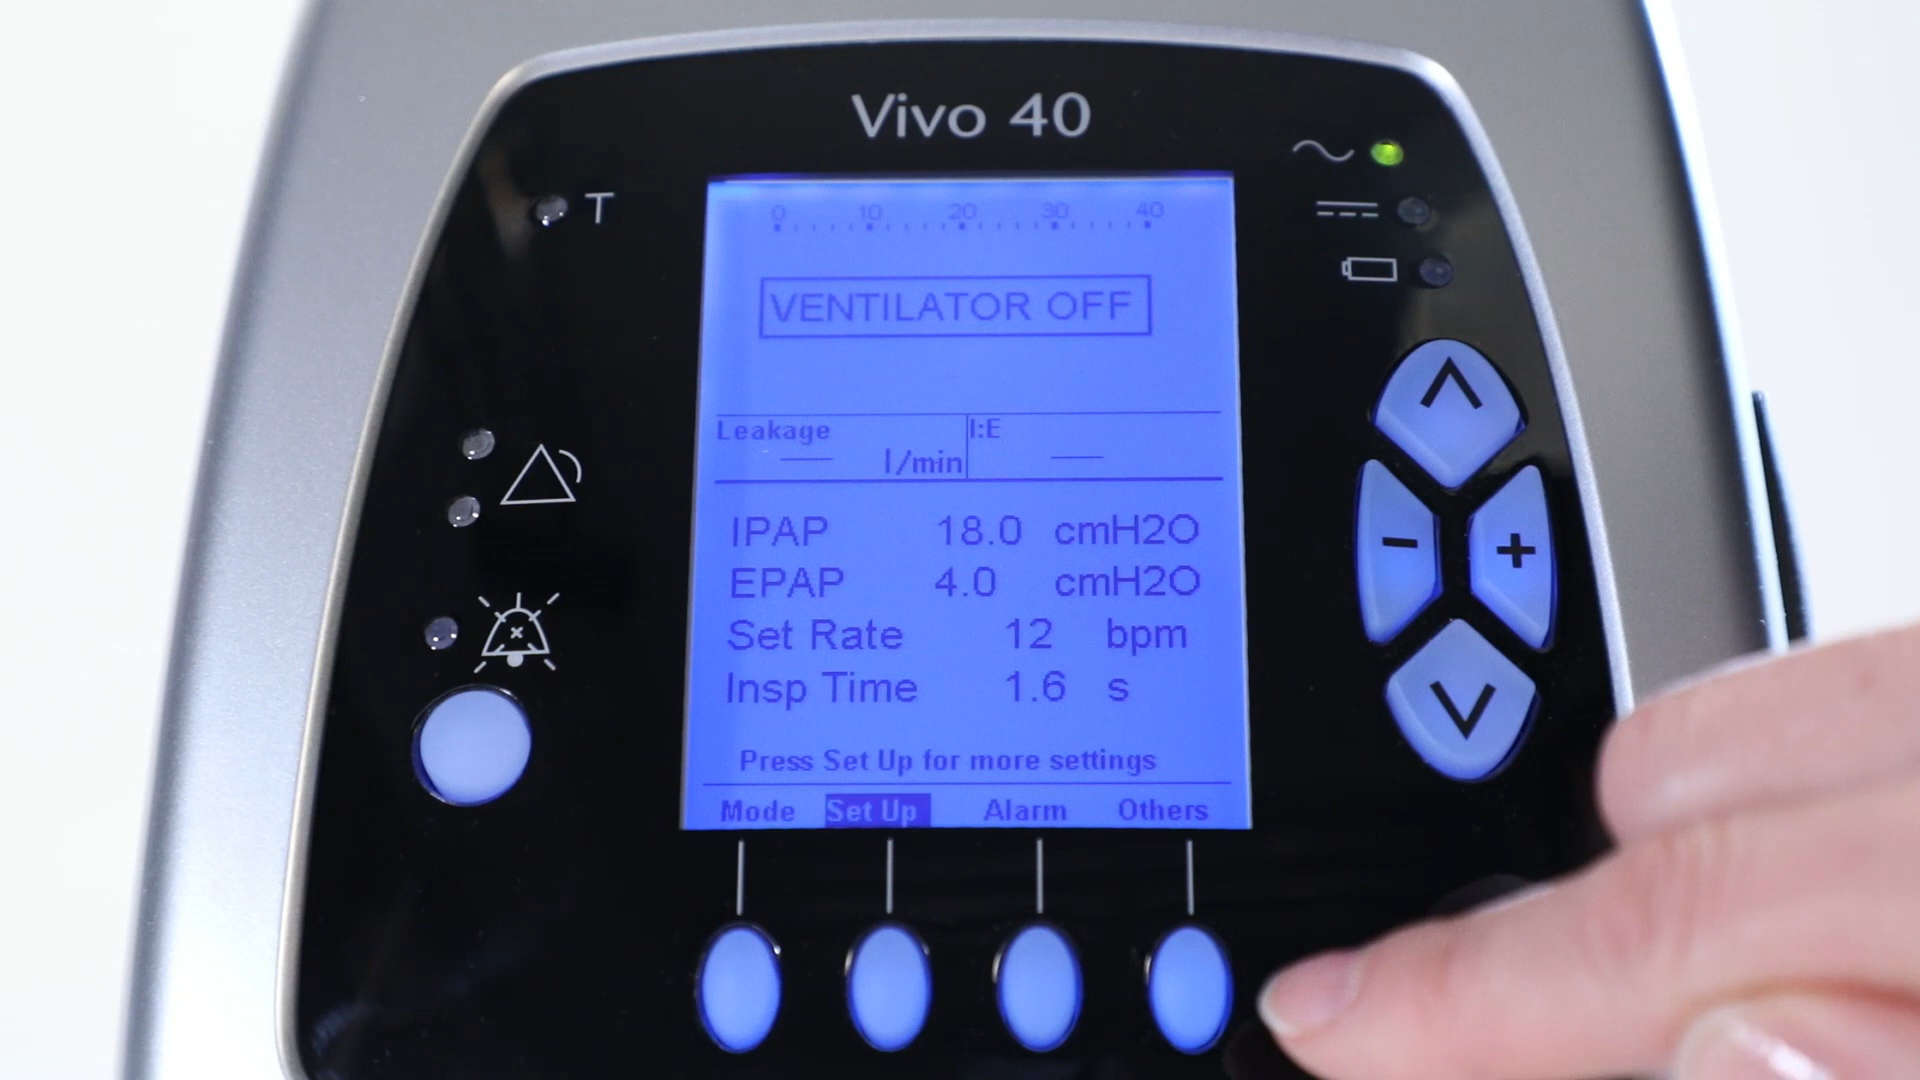 Vivo 40
T
0 10 20 30 40
VENTILATOR OFF
Leakage
l/min
I:E
IPAP 18.0 cmH2O
EPAP 4.0 cmH2O
Set Rate 12 bpm
Insp Time 1.6 s
Press Set Up for more settings
Mode Set Up Alarm Others
- +